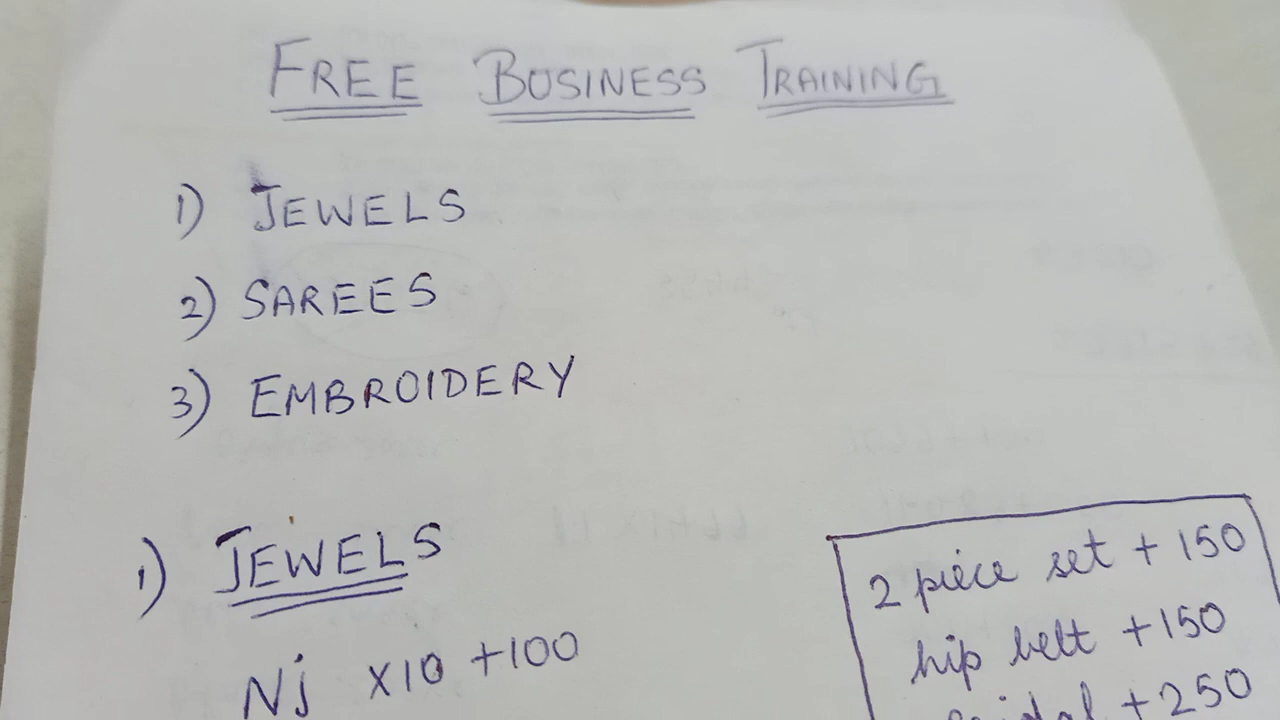 FREE BUSINESS TRAINING
1) JEWELS
2) SAREES
3) EMBROIDERY
1) JEWELS
Nj x10 +100
2 piece set + 150
hip belt +150
+250